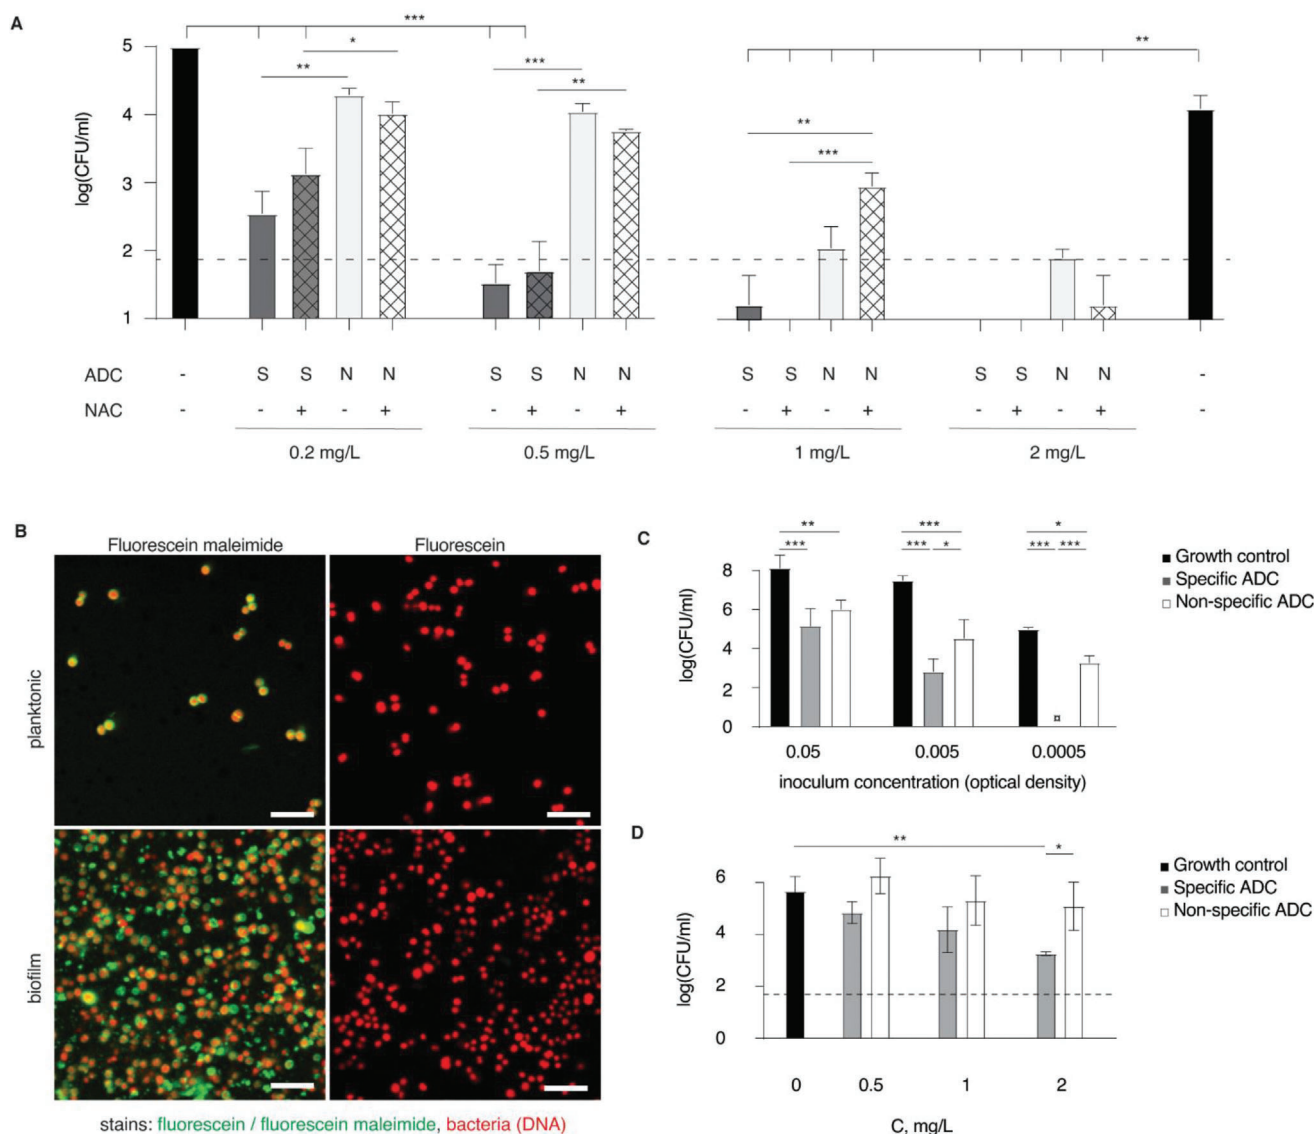 A
***
*
**
***
**
**
**
***
log(CFU/ml)
5
4
3
2
1
ADC - S S N N S S N N S S N N S S N N -
NAC - - + - + - + - + - + - + - + - + -
0.2 mg/L 0.5 mg/L 1 mg/L 2 mg/L
B
Fluorescein maleimide Fluorescein
planktonic
biofilm
stains: fluorescein / fluorescein maleimide, bacteria (DNA)
C
** *** *
*** *** * *** ***
log(CFU/ml)
8
6
4
2
0
¤
0.05 0.005 0.0005
inoculum concentration (optical density)
Growth control
Specific ADC
Non-specific ADC
D
**
*
log(CFU/ml)
6
4
2
0
0 0.5 1 2
C, mg/L
Growth control
Specific ADC
Non-specific ADC